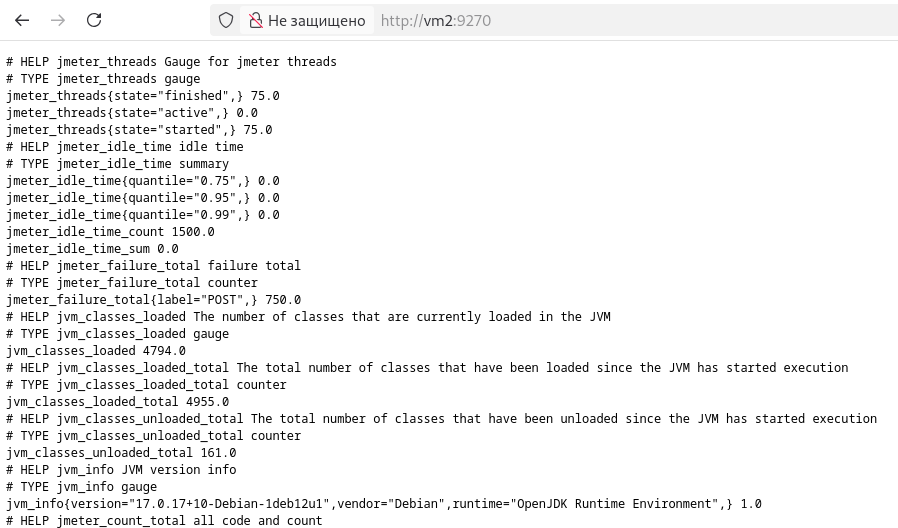 Не защищено http://vm2:9270
# HELP jmeter_threads Gauge for jmeter threads
# TYPE jmeter_threads gauge
jmeter_threads{state="finished",} 75.0
jmeter_threads{state="active",} 0.0
jmeter_threads{state="started",} 75.0
# HELP jmeter_idle_time idle time
# TYPE jmeter_idle_time summary
jmeter_idle_time{quantile="0.75",} 0.0
jmeter_idle_time{quantile="0.95",} 0.0
jmeter_idle_time{quantile="0.99",} 0.0
jmeter_idle_time_count 1500.0
jmeter_idle_time_sum 0.0
# HELP jmeter_failure_total failure total
# TYPE jmeter_failure_total counter
jmeter_failure_total{label="POST",} 750.0
# HELP jvm_classes_loaded The number of classes that are currently loaded in the JVM
# TYPE jvm_classes_loaded gauge
jvm_classes_loaded 4794.0
# HELP jvm_classes_loaded_total The total number of classes that have been loaded since the JVM has started execution
# TYPE jvm_classes_loaded_total counter
jvm_classes_loaded_total 4955.0
# HELP jvm_classes_unloaded_total The total number of classes that have been unloaded since the JVM has started execution
# TYPE jvm_classes_unloaded_total counter
jvm_classes_unloaded_total 161.0
# HELP jvm_info JVM version info
# TYPE jvm_info gauge
jvm_info{version="17.0.17+10-Debian-1deb12u1",vendor="Debian",runtime="OpenJDK Runtime Environment",} 1.0
# HELP jmeter_count_total all code and count